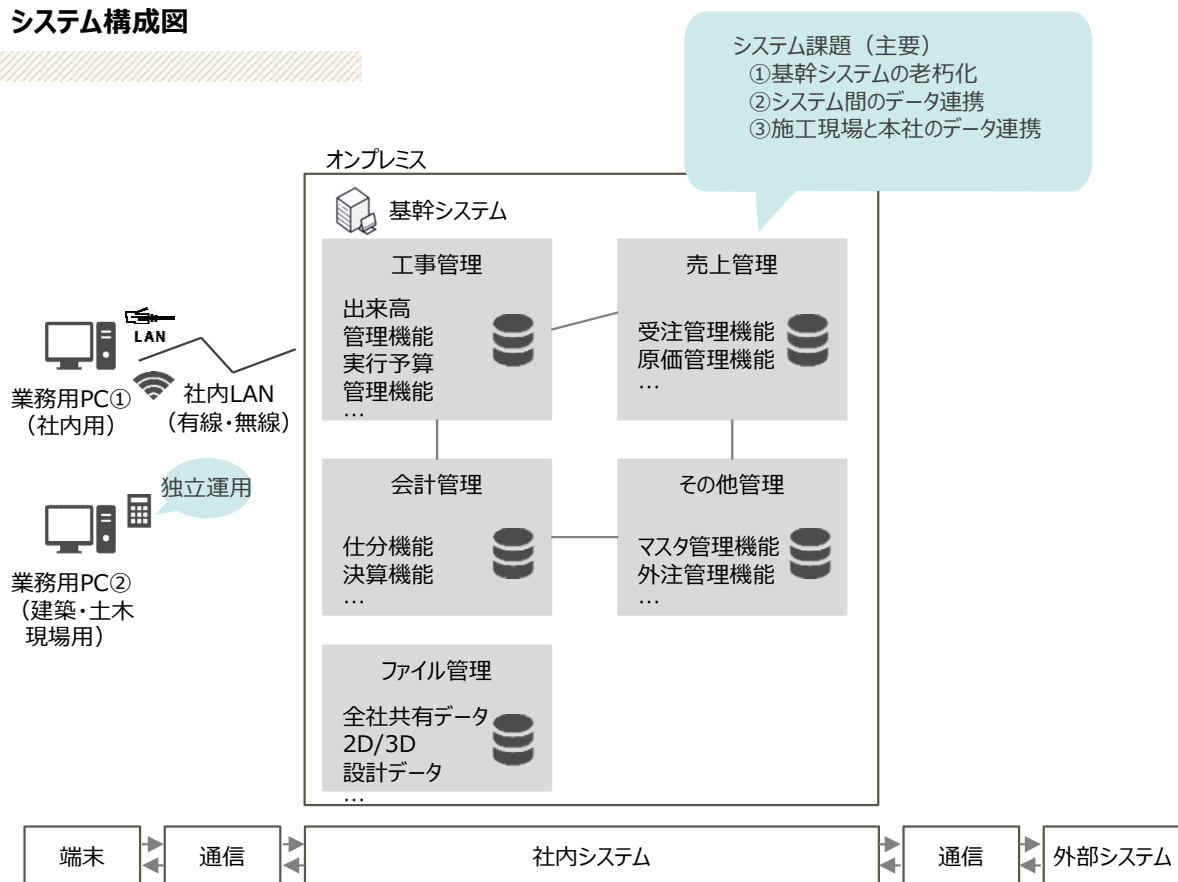 システム構成図
システム課題（主要）
①基幹システムの老朽化
②システム間のデータ連携
③施工現場と本社のデータ連携
オンプレミス
基幹システム
工事管理
出来高
管理機能
実行予算
管理機能
…
売上管理
受注管理機能
原価管理機能
…
LAN
業務用PC①
（社内用）
社内LAN
（有線・無線）
会計管理
仕分機能
決算機能
…
その他管理
マスタ管理機能
外注管理機能
…
独立運用
業務用PC②
（建築・土木
現場用）
ファイル管理
全社共有データ
2D/3D
設計データ
…
端末
通信
社内システム
通信
外部システム